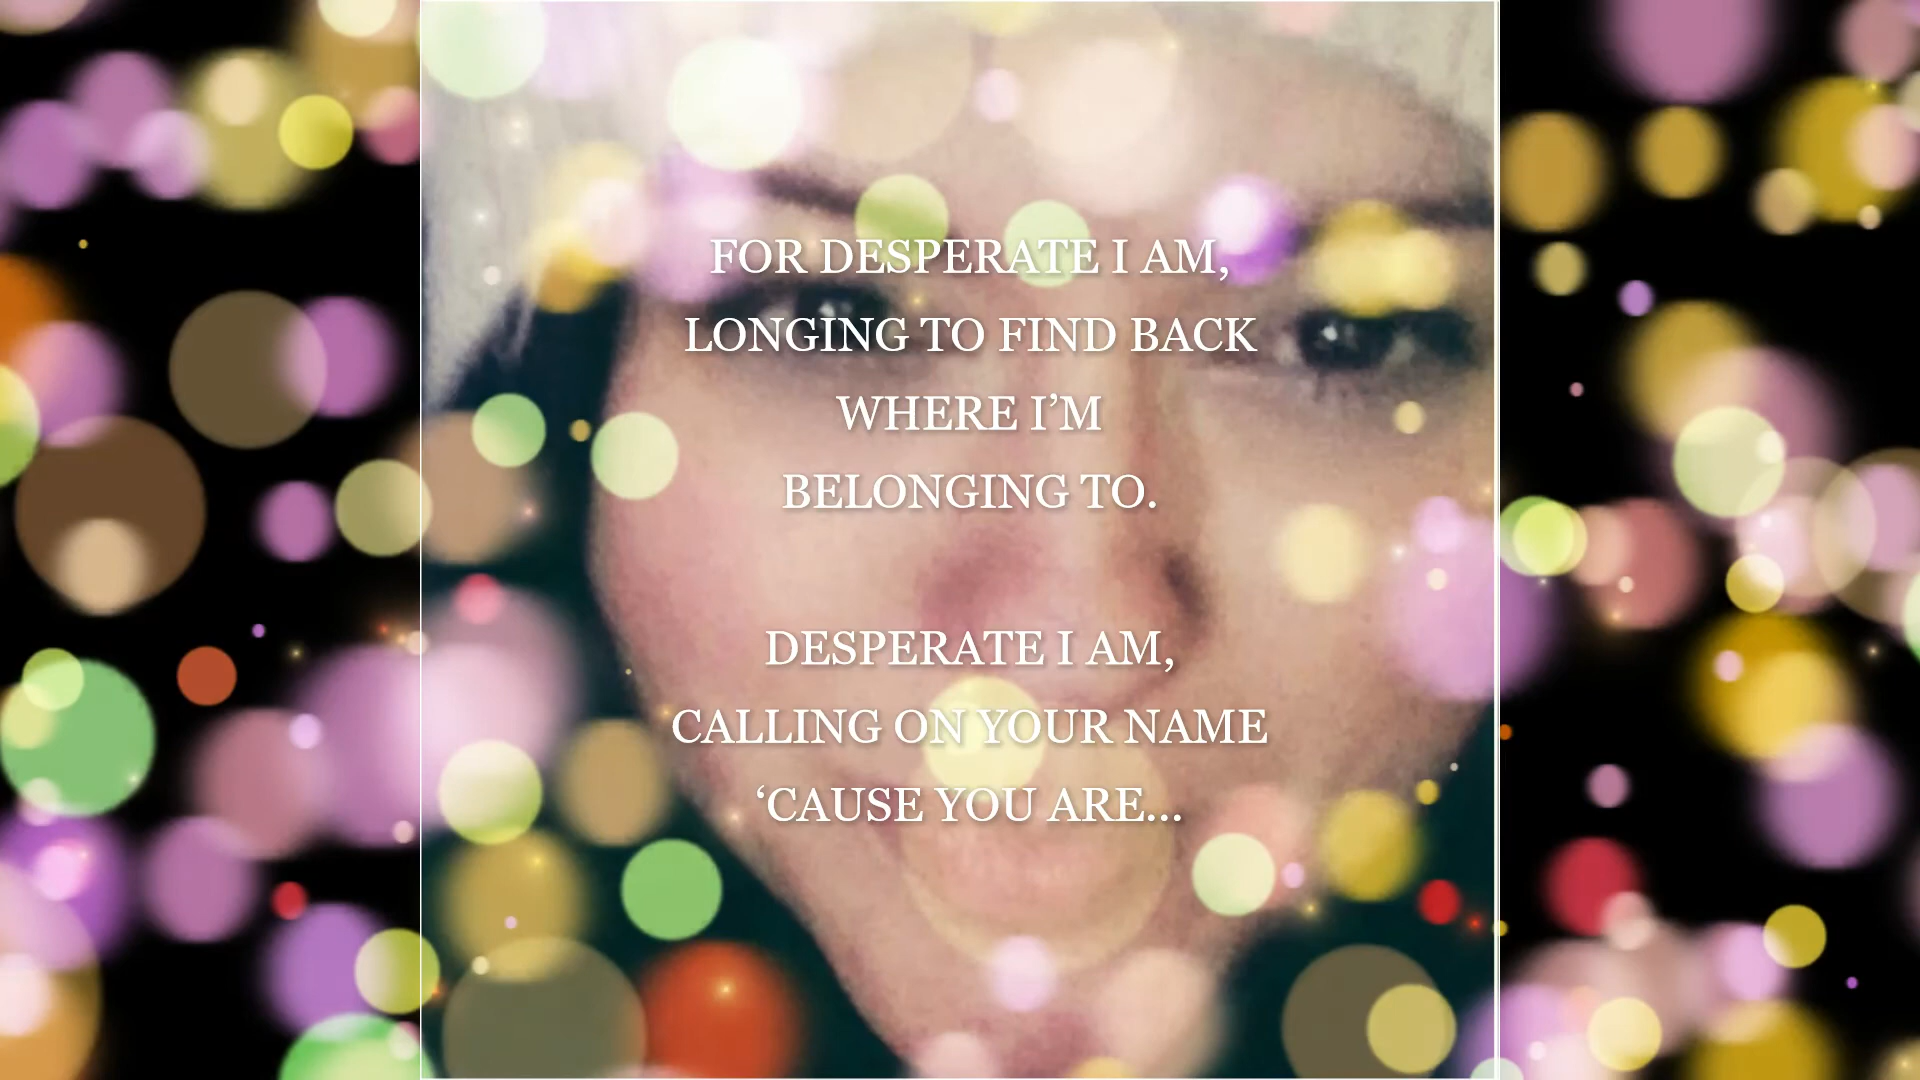 FOR DESPERATE I AM,
LONGING TO FIND BACK
WHERE I’M
BELONGING TO.
DESPERATE I AM,
CALLING ON YOUR NAME
‘CAUSE YOU ARE...